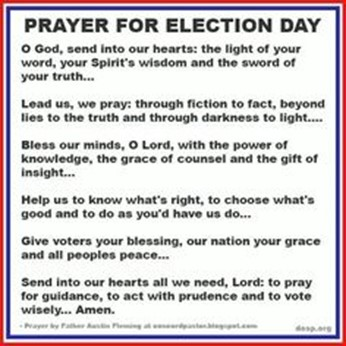 PRAYER FOR ELECTION DAY
O God, send into our hearts: the light of your
word, your Spirit's wisdom and the sword of
your truth...
Lead us, we pray: through fiction to fact, beyond
lies to the truth and through darkness to light....
Bless our minds, O Lord, with the power of
knowledge, the grace of counsel and the gift of
insight...
Help us to know what's right, to choose what's
good and to do as you'd have us do...
Give voters your blessing, our nation your grace
and all peoples peace...
Send into our hearts all we need, Lord: to pray
for guidance, to act with prudence and to vote
wisely... Amen.
- Prayer by Father Austin Fleming at concordpastor.blogspot.com
dosp.org